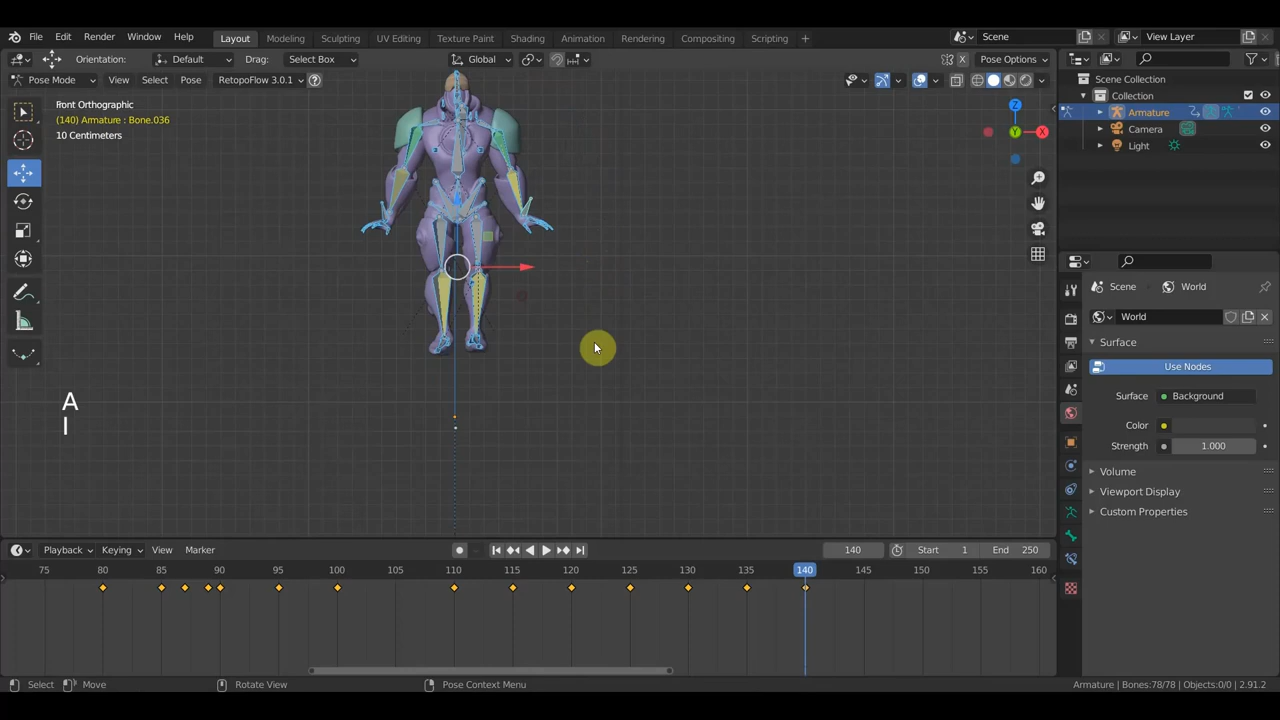 File Edit Render Window Help Layout Modeling Sculpting UV Editing Texture Paint Shading Animation Rendering Compositing Scripting + Scene View Layer
Orientation: Default Drag: Select Box Global Pose Options
Pose Mode View Select Pose RetopoFlow 3.0.1
Scene Collection
Collection
Armature
Camera
Light
Front Orthographic
(140) Armature : Bone.036
10 Centimeters
Z
Y
X
Scene World
World
Surface
Use Nodes
Surface Background
Color
Strength 1.000
Volume
Viewport Display
Custom Properties
A
I
Playback Keying View Marker 140 Start 1 End 250
75 80 85 90 95 100 110 115 120 125 130 135 140 145 150 155 160
Select Move Rotate View Pose Context Menu Armature | Bones:78/78 | Objects:0/0 | 2.91.2